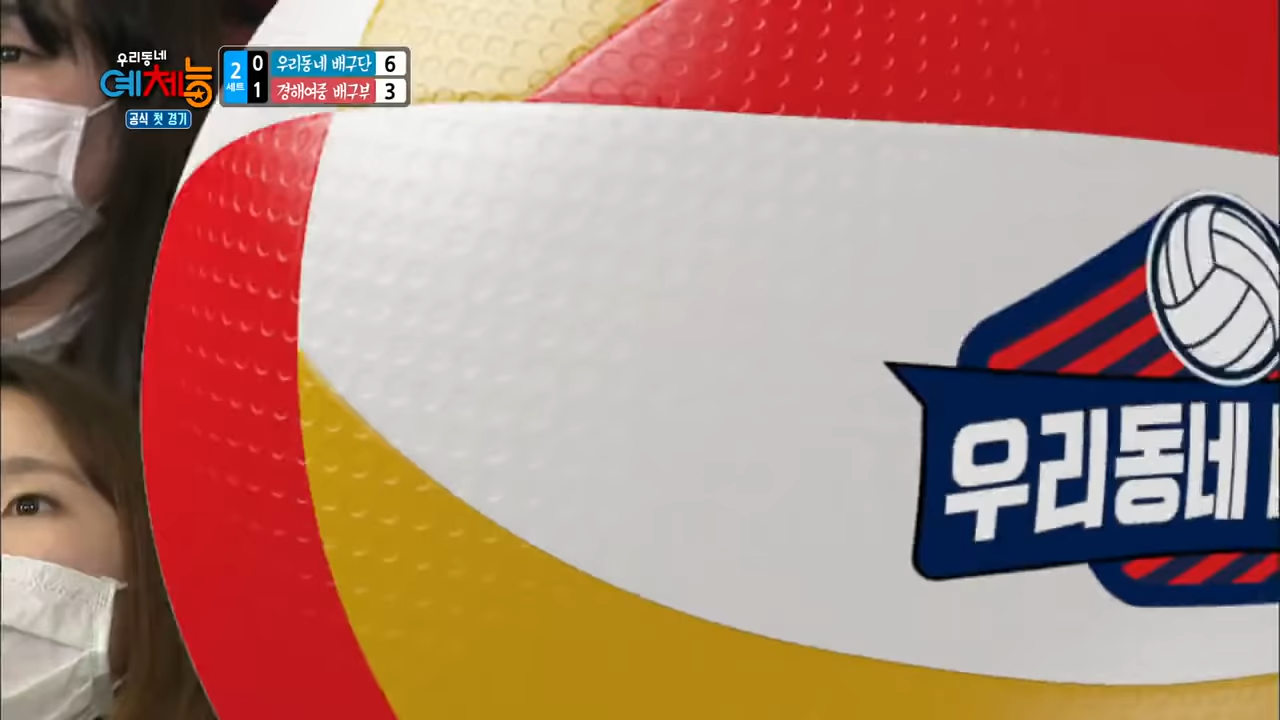 우리동네
예체능
공식 첫 경기
2
세트
0 우리동네 배구단 6
1 경해여중 배구부 3
우리동네